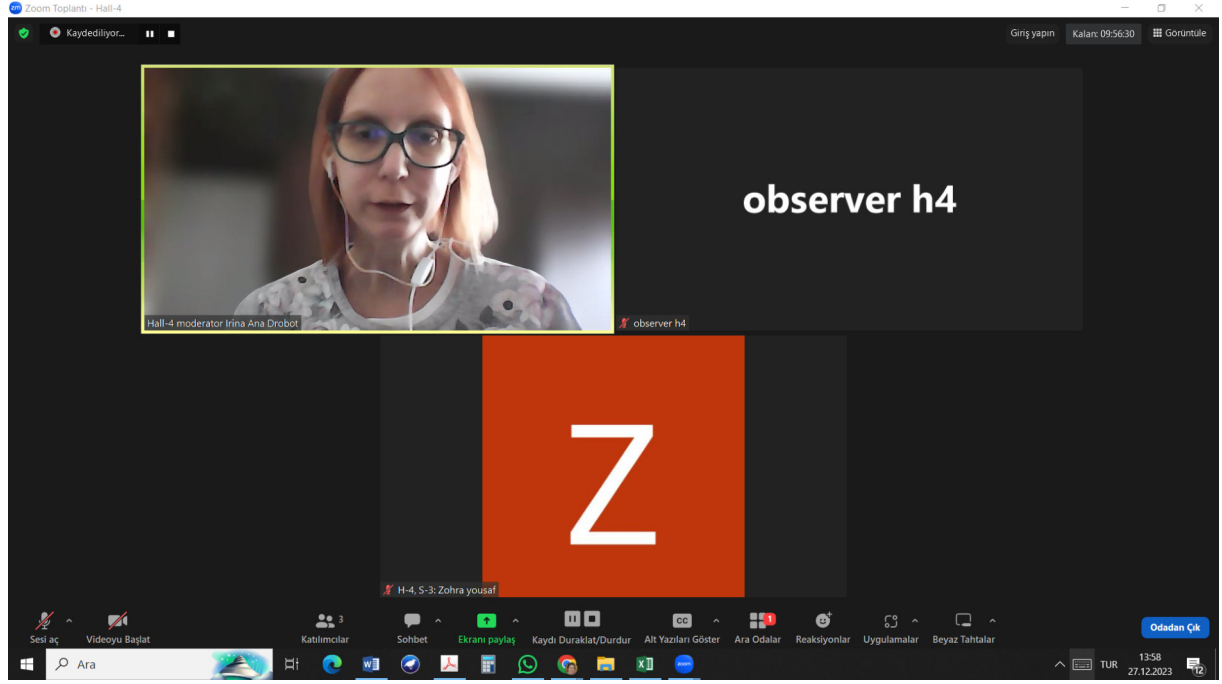 zm Zoom Toplantı - Hall-4
Kaydediliyor...
Giriş yapın
Kalan: 09:56:30
Görüntüle
observer h4
Hall-4 moderator Irina Ana Drobot
observer h4
Z
H-4, S-3: Zohra yousaf
3
CC
1
Sesi aç
Videoyu Başlat
Katılımcılar
Sohbet
Ekranı paylaş
Kaydı Duraklat/Durdur
Alt Yazıları Göster
Ara Odalar
Reaksiyonlar
Uygulamalar
Beyaz Tahtalar
Odadan Çık
Ara
zoom
TUR
13:58
27.12.2023
12